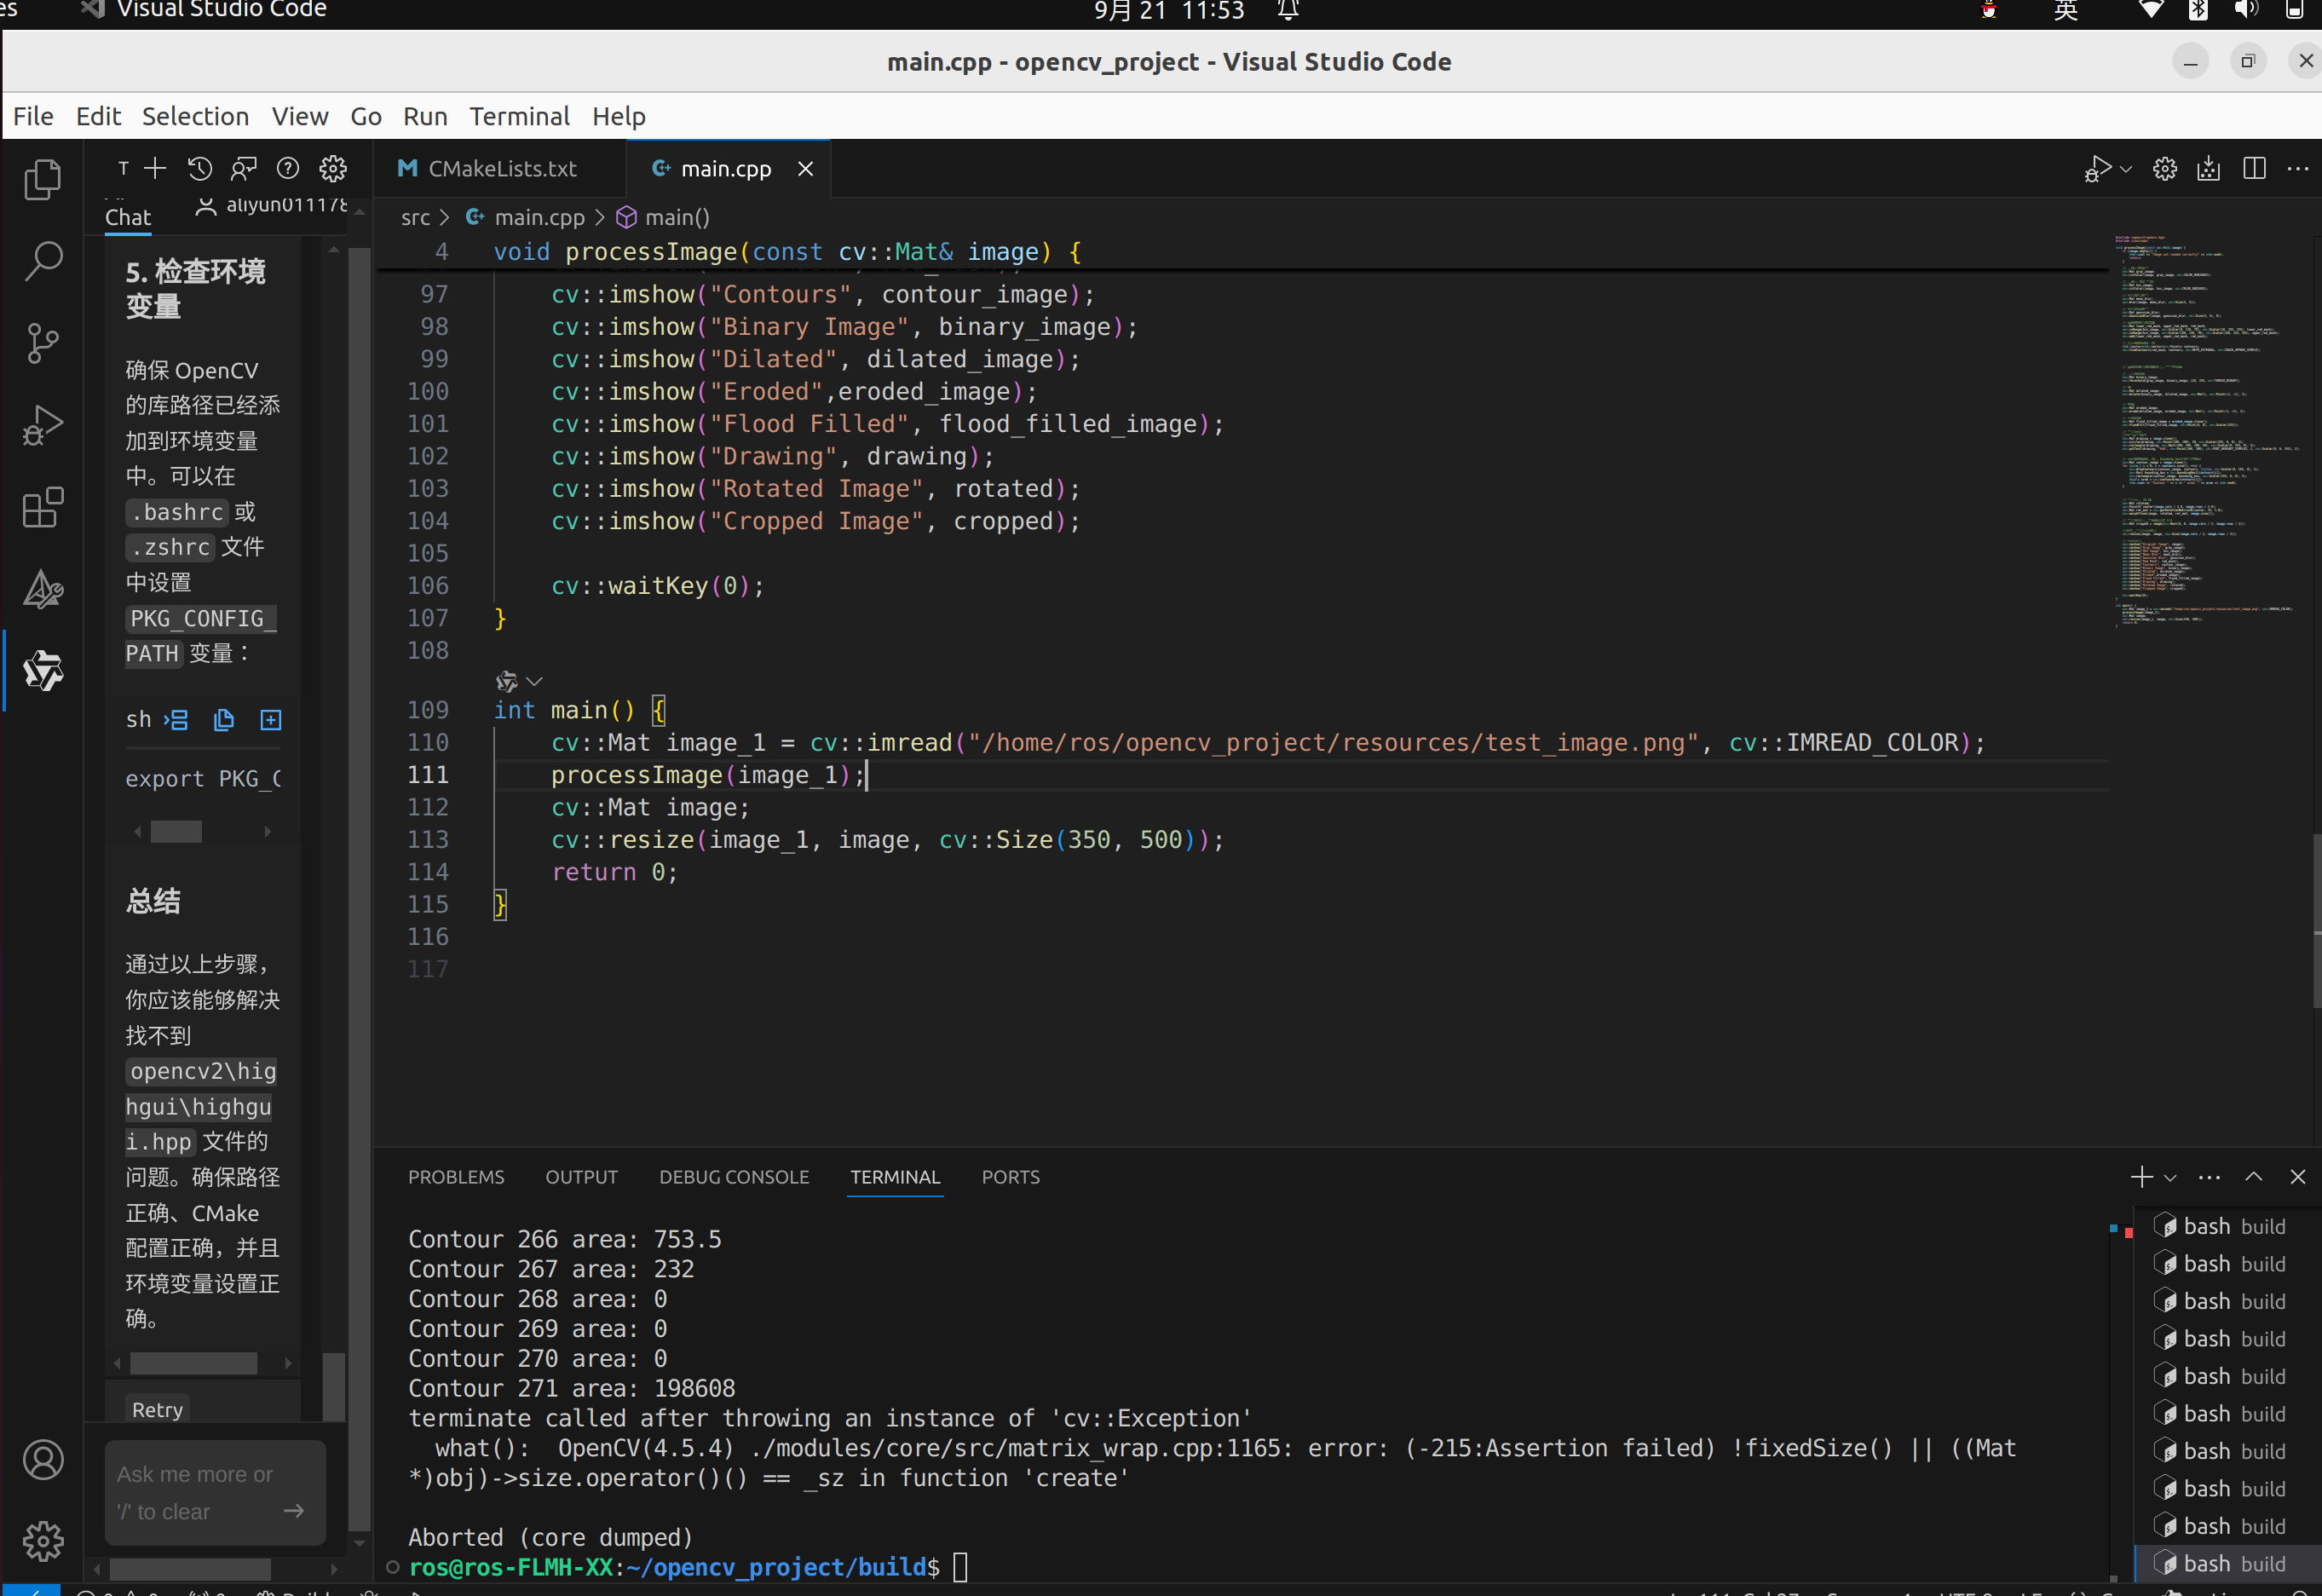 es Visual Studio Code 9月 21 11:53 英
main.cpp - opencv_project - Visual Studio Code
File Edit Selection View Go Run Terminal Help
T
Chat
aliyun011178
5. 检查环境
变量
确保 OpenCV
的库路径已经添
加到环境变量
中。可以在
.bashrc 或
.zshrc 文件
中设置
PKG_CONFIG_
PATH 变量：
sh
export PKG_C
总结
通过以上步骤，
你应该能够解决
找不到
opencv2\hig
hgui\highgu
i.hpp 文件的
问题。确保路径
正确、CMake
配置正确，并且
环境变量设置正
确。
Retry
Ask me more or
'/' to clear
CMakeLists.txt main.cpp
src > main.cpp > main()
4 void processImage(const cv::Mat& image) {
97 cv::imshow("Contours", contour_image);
98 cv::imshow("Binary Image", binary_image);
99 cv::imshow("Dilated", dilated_image);
100 cv::imshow("Eroded",eroded_image);
101 cv::imshow("Flood Filled", flood_filled_image);
102 cv::imshow("Drawing", drawing);
103 cv::imshow("Rotated Image", rotated);
104 cv::imshow("Cropped Image", cropped);
105
106 cv::waitKey(0);
107 }
108
109 int main() {
110 cv::Mat image_1 = cv::imread("/home/ros/opencv_project/resources/test_image.png", cv::IMREAD_COLOR);
111 processImage(image_1);
112 cv::Mat image;
113 cv::resize(image_1, image, cv::Size(350, 500));
114 return 0;
115 }
116
117
PROBLEMS OUTPUT DEBUG CONSOLE TERMINAL PORTS
Contour 266 area: 753.5
Contour 267 area: 232
Contour 268 area: 0
Contour 269 area: 0
Contour 270 area: 0
Contour 271 area: 198608
terminate called after throwing an instance of 'cv::Exception'
what():  OpenCV(4.5.4) ./modules/core/src/matrix_wrap.cpp:1165: error: (-215:Assertion failed) !fixedSize() || ((Mat
*)obj)->size.operator()() == _sz in function 'create'
Aborted (core dumped)
ros@ros-FLMH-XX:~/opencv_project/build$
bash build
bash build
bash build
bash build
bash build
bash build
bash build
bash build
bash build
bash build